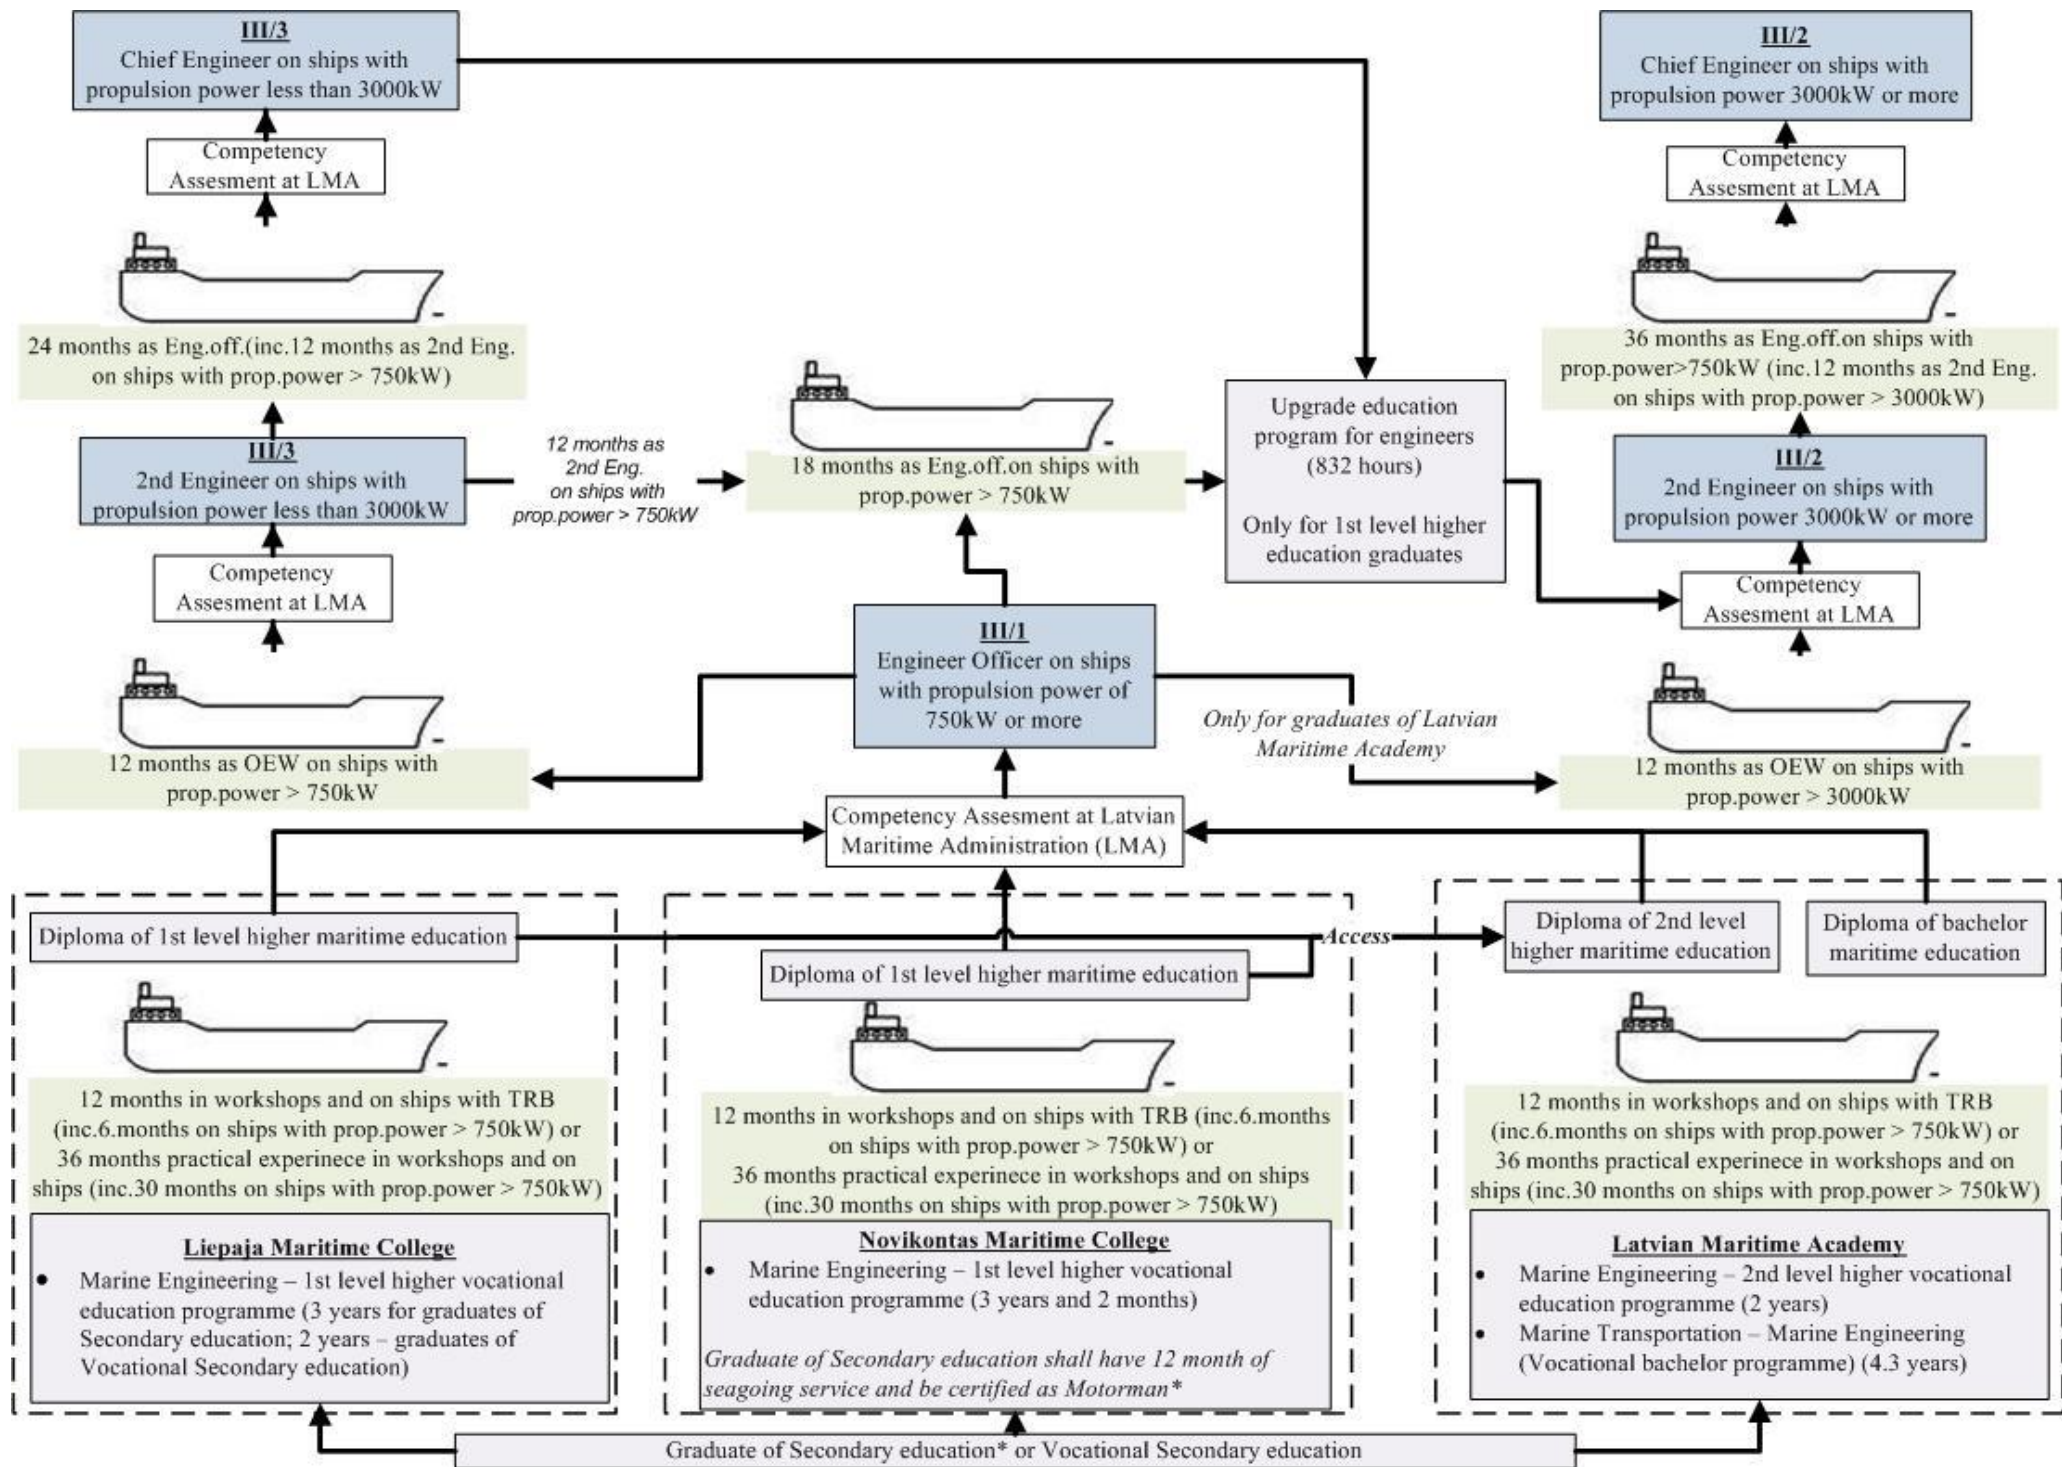 III/3
Chief Engineer on ships with
propulsion power less than 3000kW
III/2
Chief Engineer on ships with
propulsion power 3000kW or more
Competency
Assesment at LMA
Competency
Assesment at LMA
24 months as Eng.off.(inc.12 months as 2nd Eng.
on ships with prop.power > 750kW)
36 months as Eng.off.on ships with
prop.power>750kW (inc.12 months as 2nd Eng.
on ships with prop.power > 3000kW)
III/3
2nd Engineer on ships with
propulsion power less than 3000kW
12 months as
2nd Eng.
on ships with
prop.power > 750kW
18 months as Eng.off.on ships with
prop.power > 750kW
Upgrade education
program for engineers
(832 hours)
Only for 1st level higher
education graduates
III/2
2nd Engineer on ships with
propulsion power 3000kW or more
Competency
Assesment at LMA
Competency
Assesment at LMA
III/1
Engineer Officer on ships
with propulsion power of
750kW or more
Only for graduates of Latvian
Maritime Academy
12 months as OEW on ships with
prop.power > 750kW
12 months as OEW on ships with
prop.power > 3000kW
Competency Assesment at Latvian
Maritime Administration (LMA)
Diploma of 1st level higher maritime education
Diploma of 1st level higher maritime education
Access
Diploma of 2nd level
higher maritime education
Diploma of bachelor
maritime education
12 months in workshops and on ships with TRB
(inc.6.months on ships with prop.power > 750kW) or
36 months practical experinece in workshops and on
ships (inc.30 months on ships with prop.power > 750kW)
12 months in workshops and on ships with TRB (inc.6.months
on ships with prop.power > 750kW) or
36 months practical experinece in workshops and on ships
(inc.30 months on ships with prop.power > 750kW)
12 months in workshops and on ships with TRB
(inc.6.months on ships with prop.power > 750kW) or
36 months practical experinece in workshops and on
ships (inc.30 months on ships with prop.power > 750kW)
Liepaja Maritime College
• Marine Engineering – 1st level higher vocational
education programme (3 years for graduates of
Secondary education; 2 years – graduates of
Vocational Secondary education)
Novikontas Maritime College
• Marine Engineering – 1st level higher vocational
education programme (3 years and 2 months)
Graduate of Secondary education shall have 12 month of
seagoing service and be certified as Motorman*
Latvian Maritime Academy
• Marine Engineering – 2nd level higher vocational
education programme (2 years)
• Marine Transportation – Marine Engineering
(Vocational bachelor programme) (4.3 years)
Graduate of Secondary education* or Vocational Secondary education